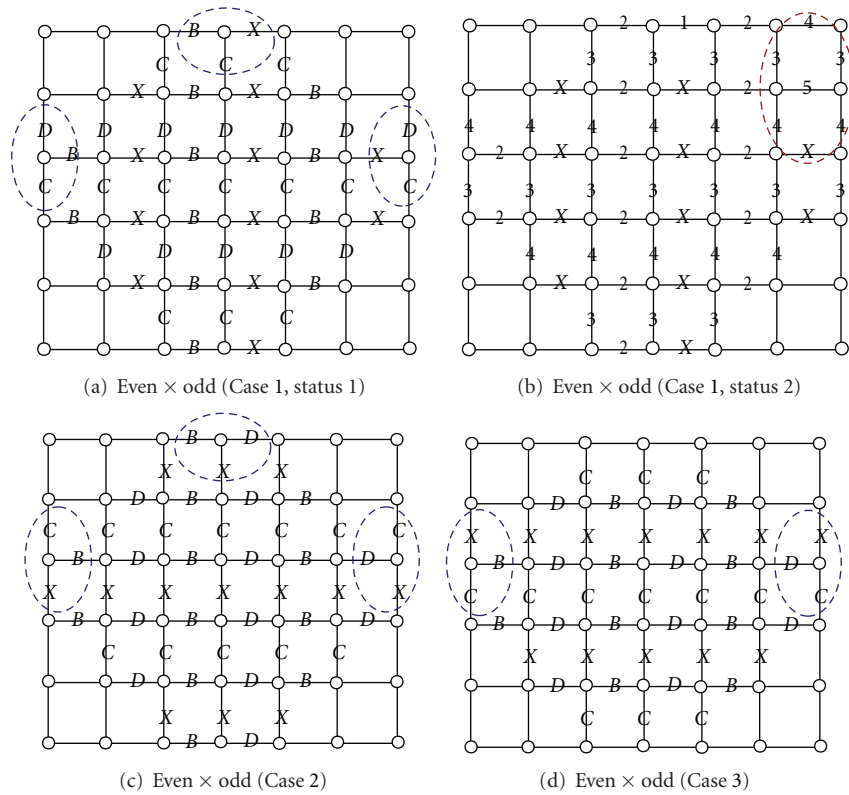 B X
C C C
X B X B
D D D D D D D
B X B X B X
C C C C C C C
B X B X B X
D D D D D
X B X B
C C C
B X
(a) Even × odd (Case 1, status 1)
2 1 2 4
3 3 3 3 3
X 2 X 2 5
4 4 4 4 4 4 4
2 X 2 X 2 X
3 3 3 3 3 3 3
2 X 2 X 2 X
4 4 4 4 4
X 2 X 2
3 3 3
2 X
(b) Even × odd (Case 1, status 2)
B D
X X X
D B D B
C C C C C C C
B D B D B D
X X X X X X X
B D B D B D
C C C C C
D B D B
X X X
B D
(c) Even × odd (Case 2)
C C C
D B D B
X X X X X X X
B D B D B D
C C C C C C C
B D B D B D
X X X X X
D B D B
C C C
(d) Even × odd (Case 3)